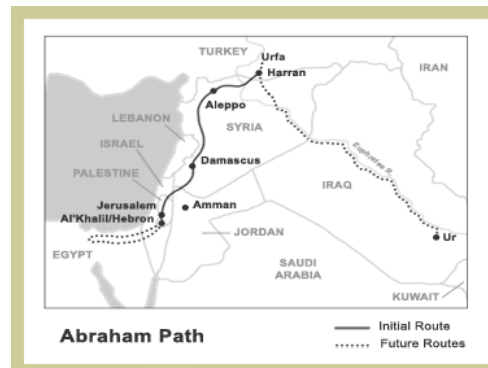 TURKEY
Urfa
Harran
IRAN
Aleppo
LEBANON
SYRIA
ISRAEL
Damascus
Euphrates R.
PALESTINE
IRAQ
Jerusalem
Amman
Al'Khalil/Hebron
Ur
JORDAN
EGYPT
SAUDI
ARABIA
KUWAIT
Abraham Path
Initial Route
Future Routes